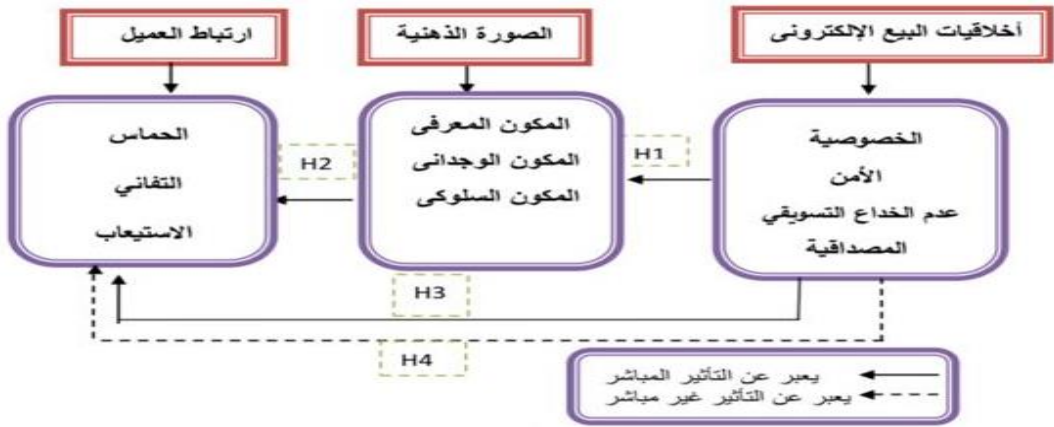 أخلاقيات البيع الإلكترونى
الصورة الذهنية
ارتباط العميل
الخصوصية
الأمن
عدم الخداع التسويقي
المصداقية
H1
المكون المعرفى
المكون الوجدانى
المكون السلوكى
H2
الحماس
التفاني
الاستيعاب
H3
H4
يعبر عن التأثير المباشر
يعبر عن التأثير غير مباشر